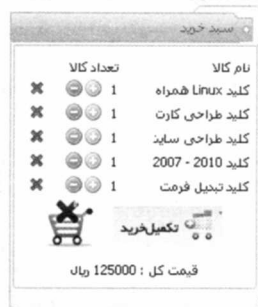 سبد خرید
نام کالا تعداد کالا
کلید Linux همراه 1
کلید طراحی کارت 1
کلید طراحی سایت 1
کلید 2010 - 2007 1
کلید تبدیل فرمت 1
تکمیل خرید
قیمت کل : 125000 ریال